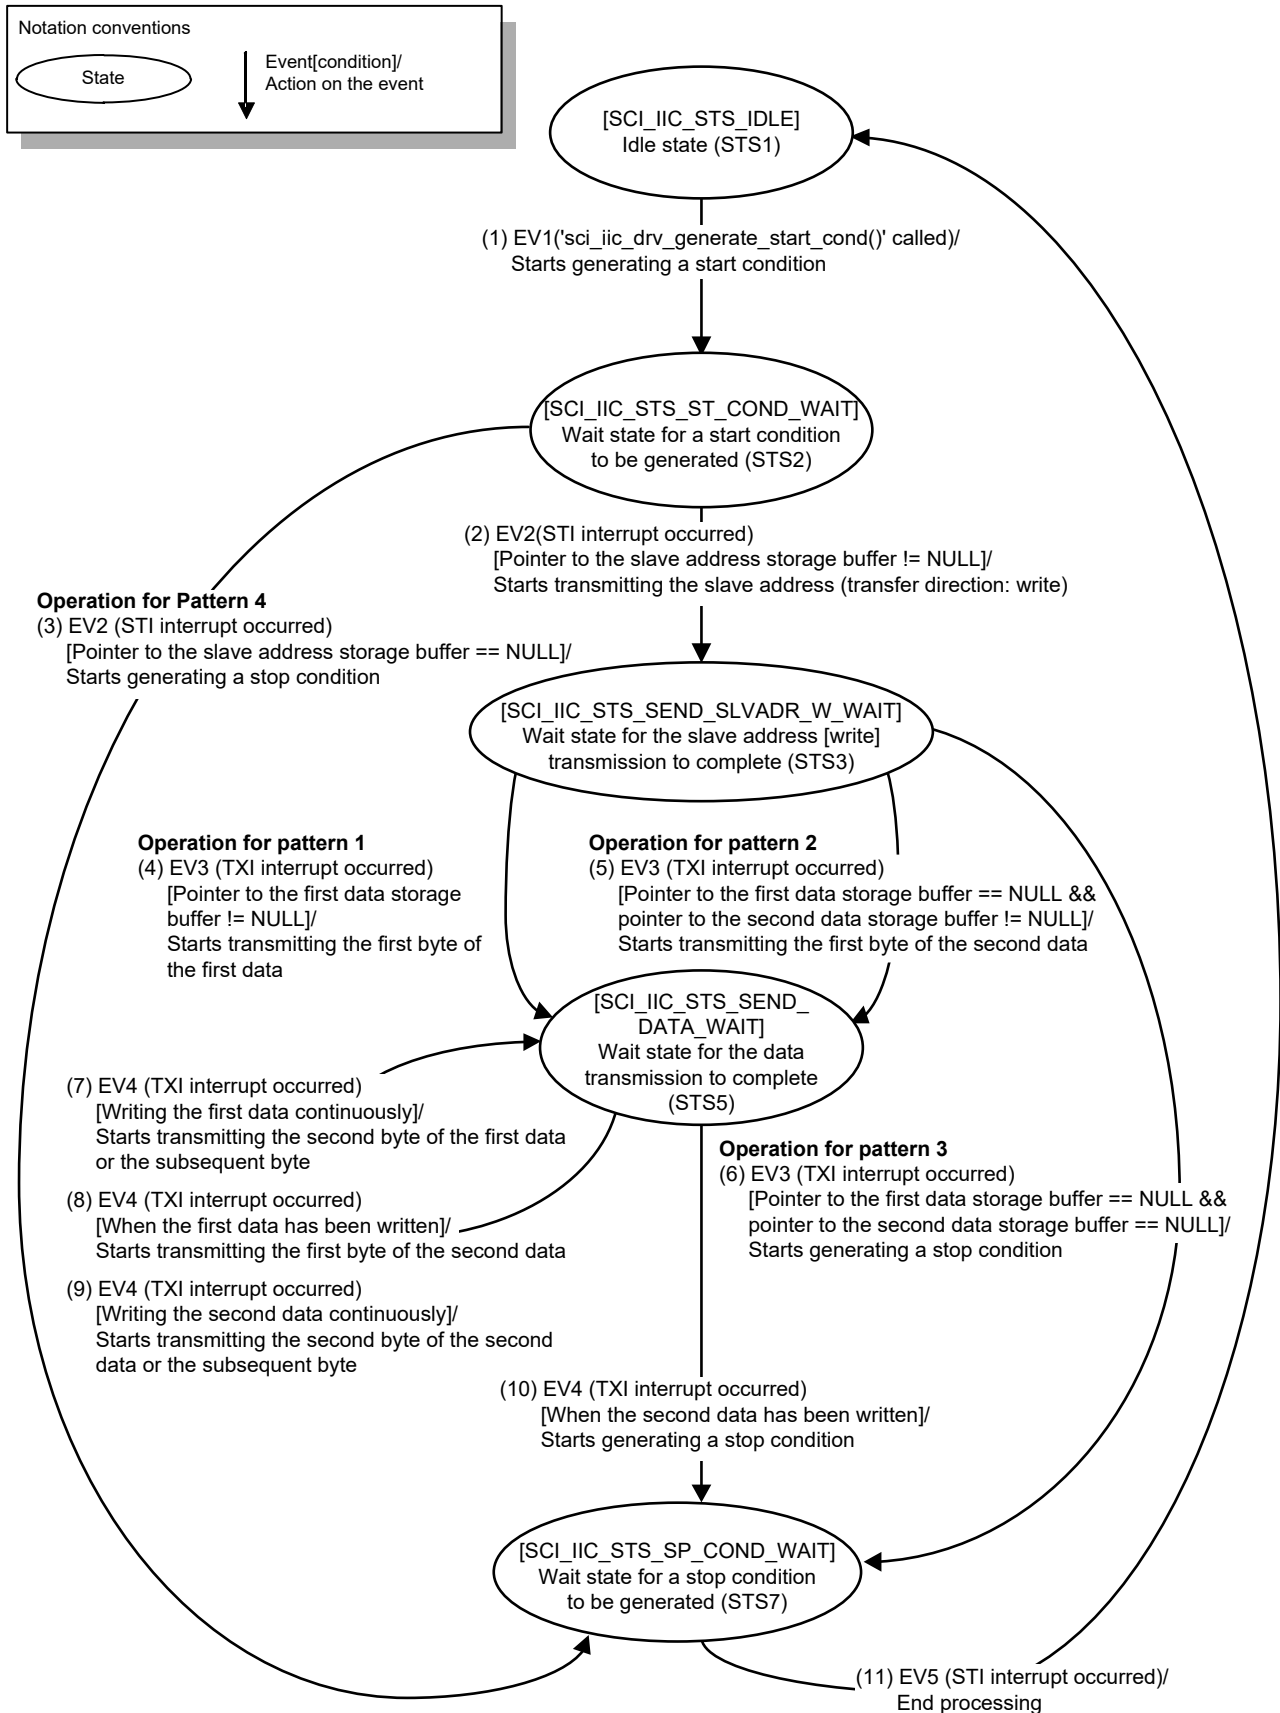 Notation conventions
State
Event[condition]/
Action on the event
[SCI_IIC_STS_IDLE]
Idle state (STS1)
(1) EV1('sci_iic_drv_generate_start_cond()' called)/
Starts generating a start condition
[SCI_IIC_STS_ST_COND_WAIT]
Wait state for a start condition
to be generated (STS2)
(2) EV2(STI interrupt occurred)
[Pointer to the slave address storage buffer != NULL]/
Starts transmitting the slave address (transfer direction: write)
Operation for Pattern 4
(3) EV2 (STI interrupt occurred)
[Pointer to the slave address storage buffer == NULL]/
Starts generating a stop condition
[SCI_IIC_STS_SEND_SLVADR_W_WAIT]
Wait state for the slave address [write]
transmission to complete (STS3)
Operation for pattern 1
(4) EV3 (TXI interrupt occurred)
[Pointer to the first data storage
buffer != NULL]/
Starts transmitting the first byte of
the first data
Operation for pattern 2
(5) EV3 (TXI interrupt occurred)
[Pointer to the first data storage buffer == NULL &&
pointer to the second data storage buffer != NULL]/
Starts transmitting the first byte of the second data
[SCI_IIC_STS_SEND_
DATA_WAIT]
Wait state for the data
transmission to complete
(STS5)
(7) EV4 (TXI interrupt occurred)
[Writing the first data continuously]/
Starts transmitting the second byte of the first data
or the subsequent byte
(8) EV4 (TXI interrupt occurred)
[When the first data has been written]/
Starts transmitting the first byte of the second data
(9) EV4 (TXI interrupt occurred)
[Writing the second data continuously]/
Starts transmitting the second byte of the second
data or the subsequent byte
Operation for pattern 3
(6) EV3 (TXI interrupt occurred)
[Pointer to the first data storage buffer == NULL &&
pointer to the second data storage buffer == NULL]/
Starts generating a stop condition
(10) EV4 (TXI interrupt occurred)
[When the second data has been written]/
Starts generating a stop condition
[SCI_IIC_STS_SP_COND_WAIT]
Wait state for a stop condition
to be generated (STS7)
(11) EV5 (STI interrupt occurred)/
End processing